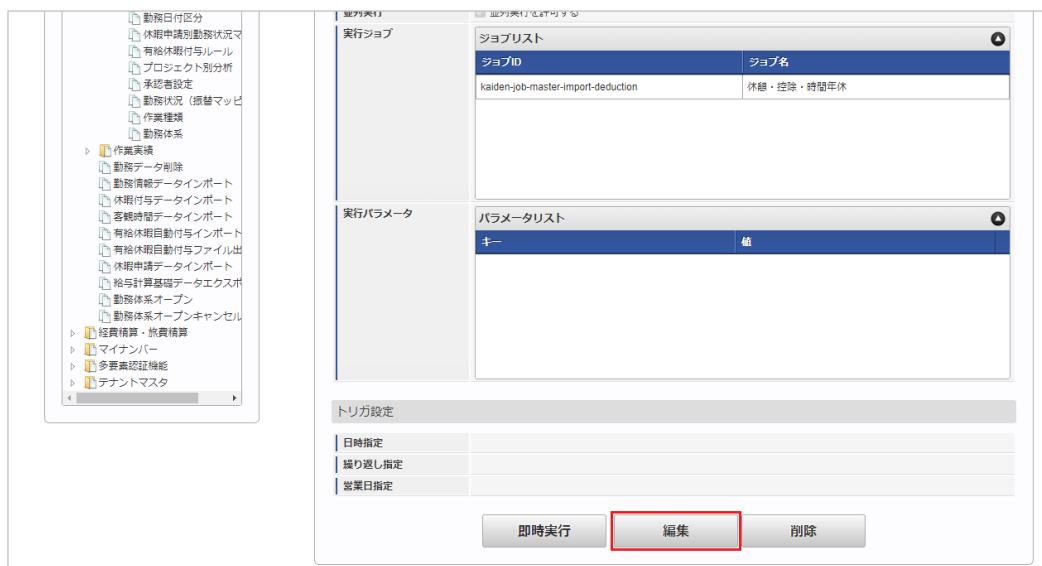 勤務日付区分
休暇申請別勤務状況マ
有給休暇付与ルール
プロジェクト別分析
承認者設定
勤務状況（振替マッピ
作業種類
勤務体系
作業実績
勤務データ削除
勤務情報データインポート
休暇付与データインポート
客観時間データインポート
有給休暇自動付与インポート
有給休暇自動付与ファイル出
休暇申請データインポート
給与計算基礎データエクスポ
勤務体系オープン
勤務体系オープンキャンセル
経費精算・旅費精算
マイナンバー
多要素認証機能
テナントマスタ
並列実行 並列実行を許可する
実行ジョブ
ジョブリスト
ジョブID ジョブ名
kaiden-job-master-import-deduction 休憩・控除・時間年休
実行パラメータ
パラメータリスト
キー 値
トリガ設定
日時指定
繰り返し指定
営業日指定
即時実行 編集 削除